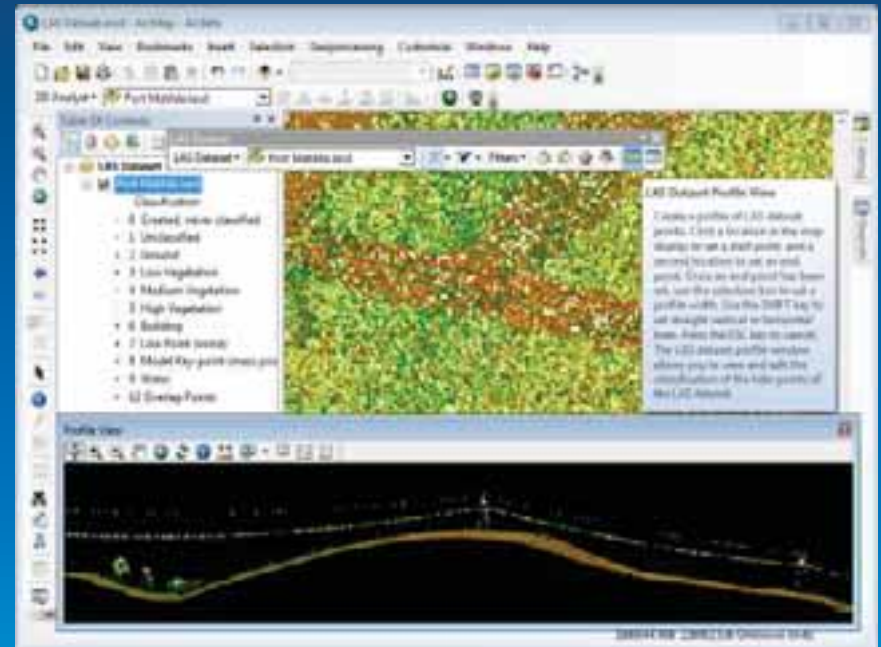 LAS Dataset.mxd - ArcMap - ArcInfo
File Edit View Bookmarks Insert Selection Geoprocessing Customize Windows Help
3D Analyst
Table Of Contents
LAS Dataset
LAS Dataset Filters
Classification
0 Created, never classified
1 Unclassified
2 Ground
3 Low Vegetation
4 Medium Vegetation
5 High Vegetation
6 Building
7 Low Point (noise)
8 Model Key-point (mass poi
9 Water
12 Overlap Points
LAS Dataset Profile View
Create a profile of LAS dataset
points. Click a location in the map
display to set a start point and a
second location to set an end
point. Once an end point has been
set, use the selection box to set a
profile width. Use the SHIFT key to
set straight vertical or horizontal
lines. Press the ESC key to cancel.
The LAS dataset profile window
allows you to view and edit the
classification of the lidar points of
the LAS dataset.
Profile View